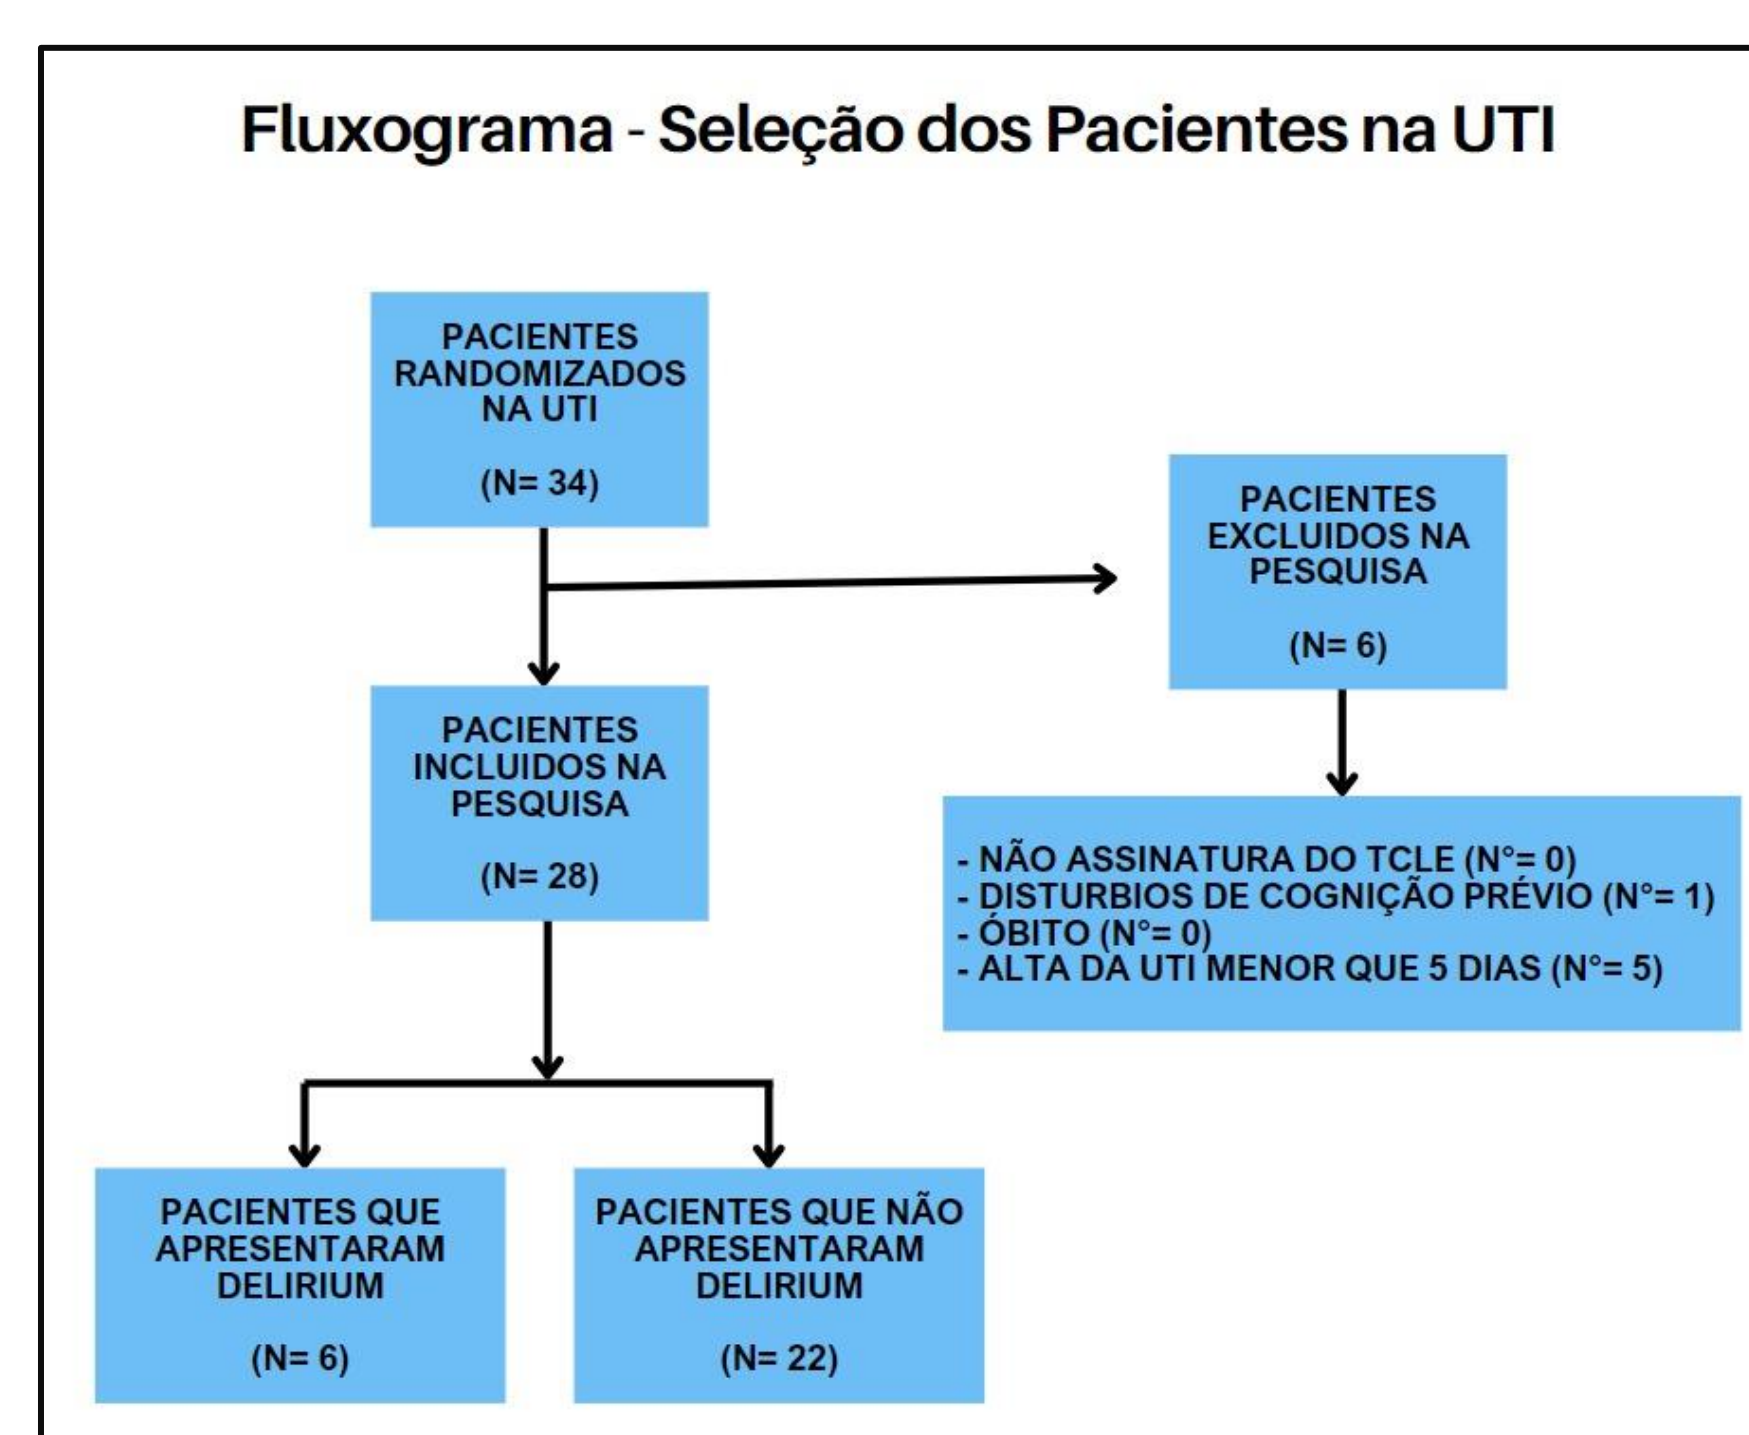 Fluxograma - Seleção dos Pacientes na UTI
PACIENTES
RANDOMIZADOS
NA UTI
(N= 34)
PACIENTES
EXCLUIDOS NA
PESQUISA
(N= 6)
PACIENTES
INCLUIDOS NA
PESQUISA
(N= 28)
- NÃO ASSINATURA DO TCLE (N°= 0)
- DISTURBIOS DE COGNIÇÃO PRÉVIO (N°= 1)
- ÓBITO (N°= 0)
- ALTA DA UTI MENOR QUE 5 DIAS (N°= 5)
PACIENTES QUE
APRESENTARAM
DELIRIUM
(N= 6)
PACIENTES QUE NÃO
APRESENTARAM
DELIRIUM
(N= 22)